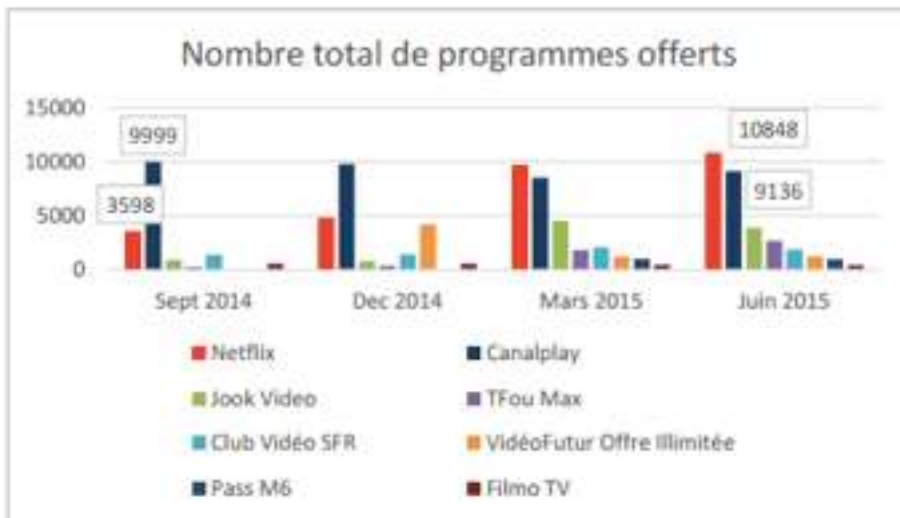 Nombre total de programmes offerts
15000
10000
5000
0
9999
3598
10848
9136
Sept 2014 Dec 2014 Mars 2015 Juin 2015
Netflix Canalplay
Jook Video TFou Max
Club Vidéo SFR VidéoFutur Offre Illimitée
Pass M6 Filmo TV